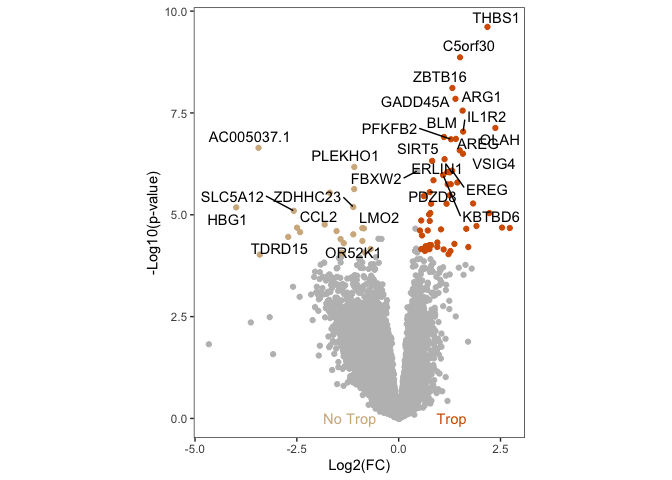 10.0
THBS1
C5orf30
ZBTB16
GADD45A
ARG1
7.5
IL1R2
BLM
PFKFB2
OLAH
AC005037.1
AREG
SIRT5
PLEKHO1
VSIG4
ERLIN1
FBXW2
EREG
SLC5A12
ZDHHC23
PDZD8
5.0
HBG1
CCL2
LMO2
KBTBD6
TDRD15
OR52K1
2.5
0.0
No Trop
Trop
-5.0
-2.5
0.0
2.5
Log2(FC)
-Log10(p-value)